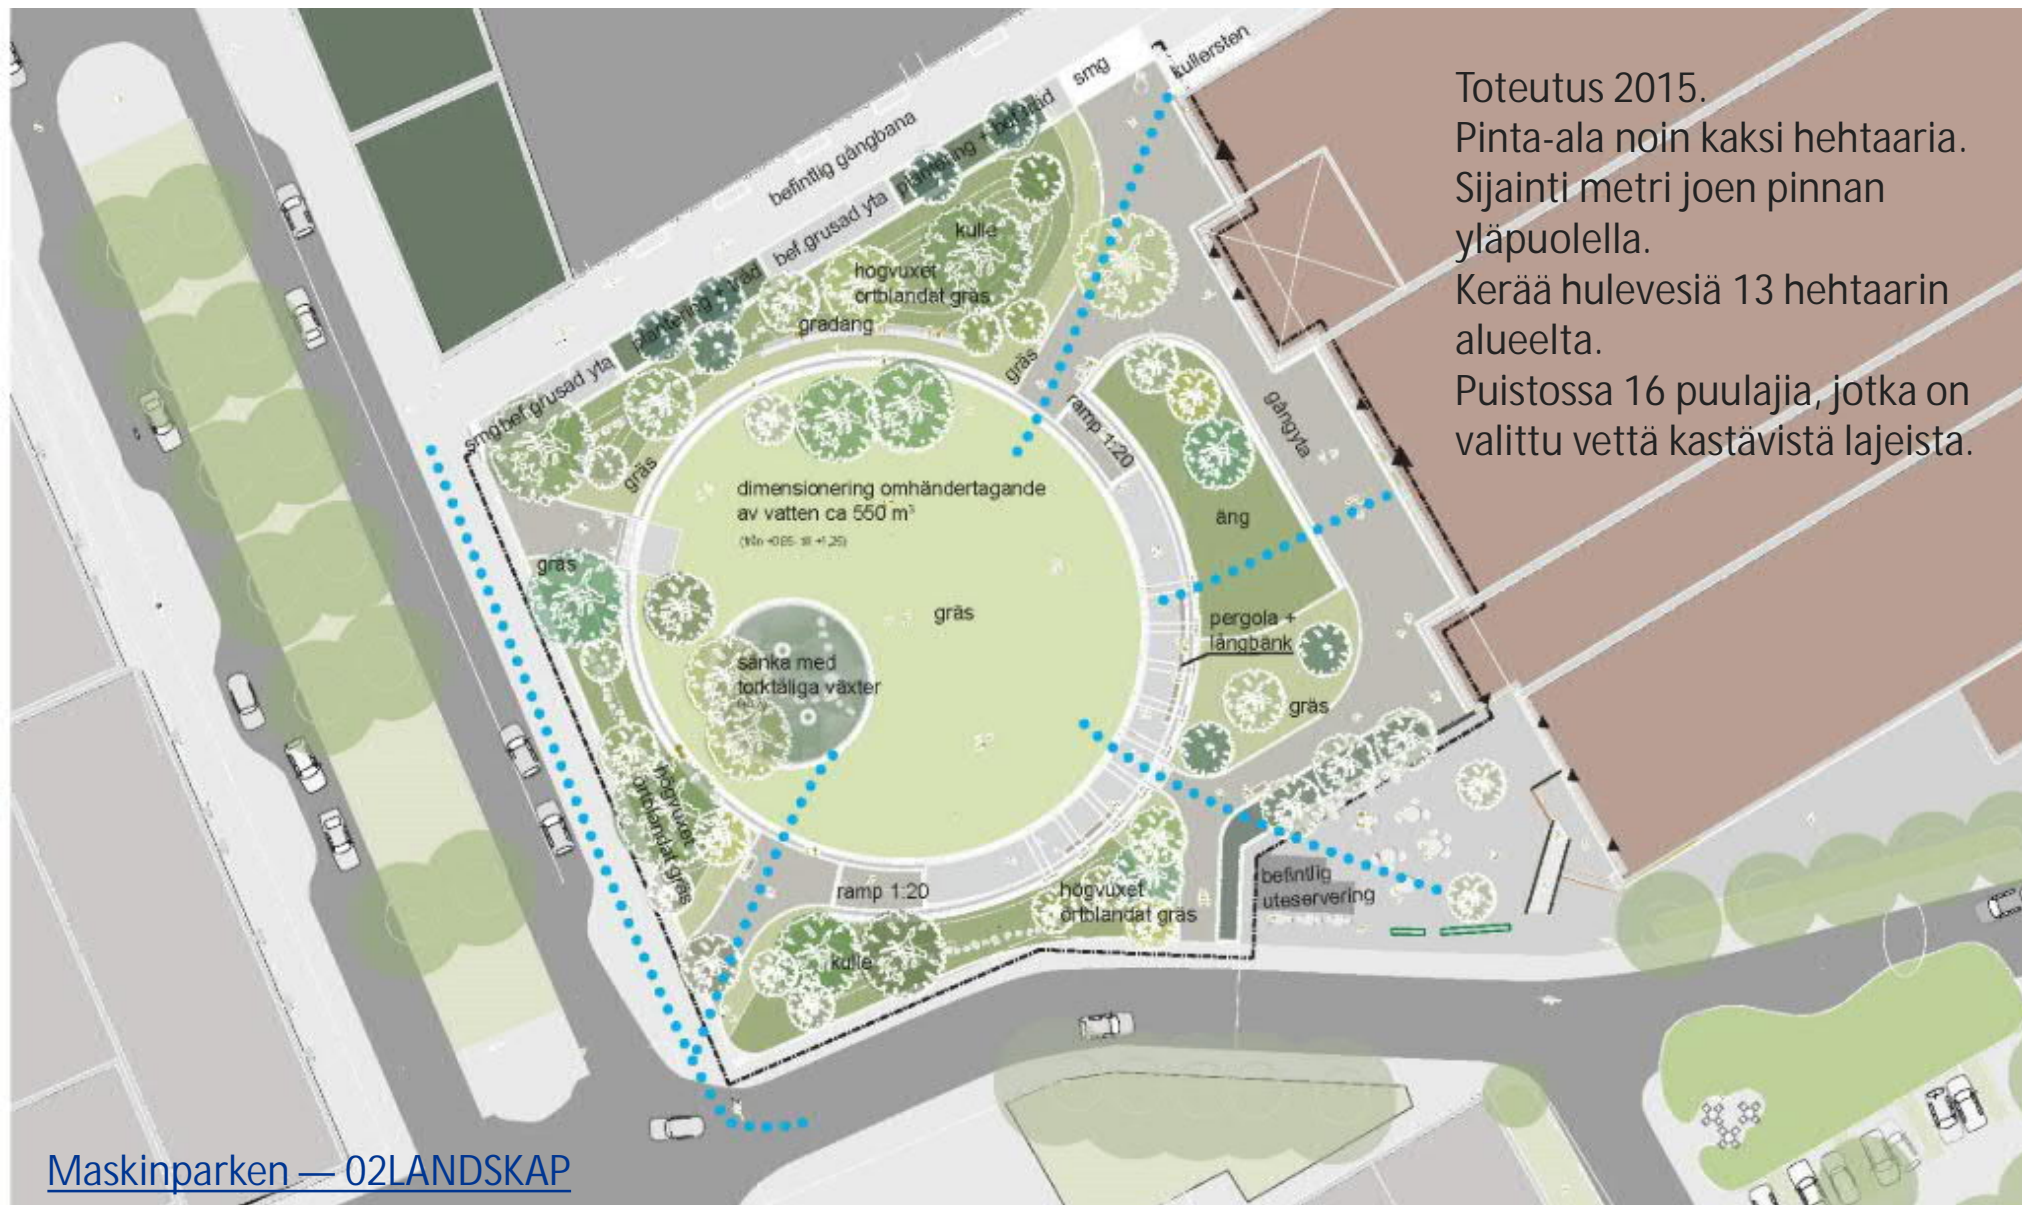 Toteutus 2015.
Pinta-ala noin kaksi hehtaaria.
Sijainti metri joen pinnan
yläpuolella.
Kerää hulevesiä 13 hehtaarin
alueelta.
Puistossa 16 puulajia, jotka on
valittu vettä kastävistä lajeista.
kullersten
smg
befintlig gångbana
plantering + bef.träd
bef.grusad yta
plantering + träd
smg
bef.grusad yta
kulle
högvuxet
örtblandat gräs
gradang
gräs
gräs
ramp 1:20
gångyta
dimensionering omhändertagande
av vatten ca 550 m³
äng
gräs
gräs
pergola +
långbänk
sänka med
torktåliga växter
gräs
högvuxet
örtblandat gräs
ramp 1:20
högvuxet
örtblandat gräs
befintlig
uteservering
kulle
Maskinparken — 02LANDSKAP